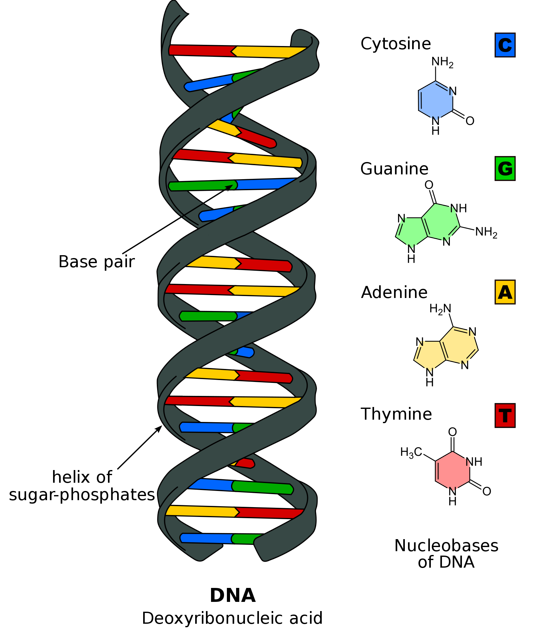 Cytosine C
NH₂
N
N
H
O
Guanine G
O
N
NH
N
H
N
NH₂
Base pair
Adenine A
H₂N
N
N
N
H
N
Thymine T
O
H₃C
NH
N
H
O
helix of
sugar-phosphates
Nucleobases
of DNA
DNA
Deoxyribonucleic acid